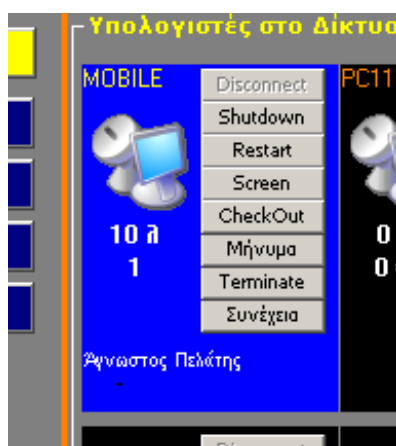 Υπολογιστές στο Δίκτυο
MOBILE
Disconnect
PC11
Shutdown
Restart
Screen
CheckOut
10 λ
0
Μήνυμα
1
0
Terminate
Συνέχεια
Άγνωστος Πελάτης
-